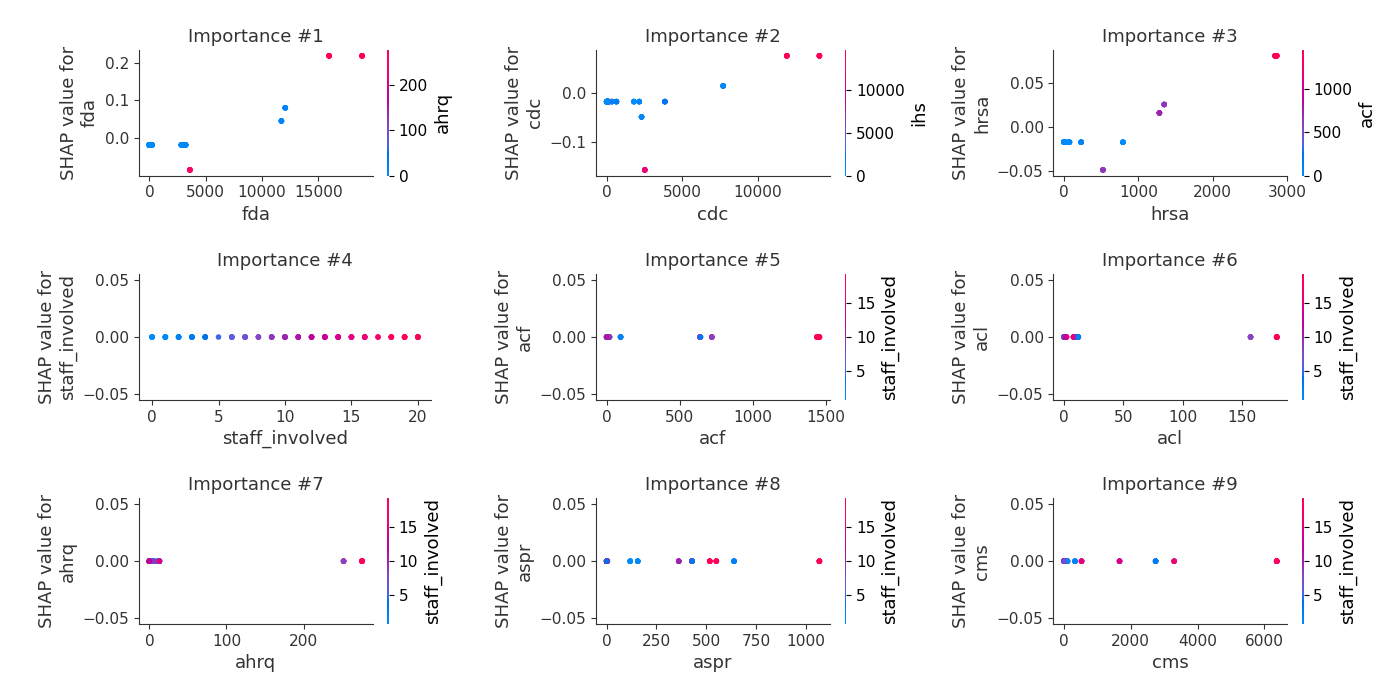 Importance #1
SHAP value for
fda
0.2
0.1
0.0
0
5000
10000
15000
fda
200
100
0
ahrq
Importance #2
SHAP value for
cdc
0.0
−0.1
0
5000
10000
cdc
10000
5000
0
ihs
Importance #3
SHAP value for
hrsa
0.05
0.00
−0.05
0
1000
2000
3000
hrsa
1000
500
0
acf
Importance #4
SHAP value for
staff_involved
0.05
0.00
−0.05
0
5
10
15
20
staff_involved
Importance #5
SHAP value for
acf
0.05
0.00
−0.05
0
500
1000
1500
acf
15
10
5
staff_involved
Importance #6
SHAP value for
acl
0.05
0.00
−0.05
0
50
100
150
acl
15
10
5
staff_involved
Importance #7
SHAP value for
ahrq
0.05
0.00
−0.05
0
100
200
ahrq
15
10
5
staff_involved
Importance #8
SHAP value for
aspr
0.05
0.00
−0.05
0
250
500
750
1000
aspr
15
10
5
staff_involved
Importance #9
SHAP value for
cms
0.05
0.00
−0.05
0
2000
4000
6000
cms
15
10
5
staff_involved